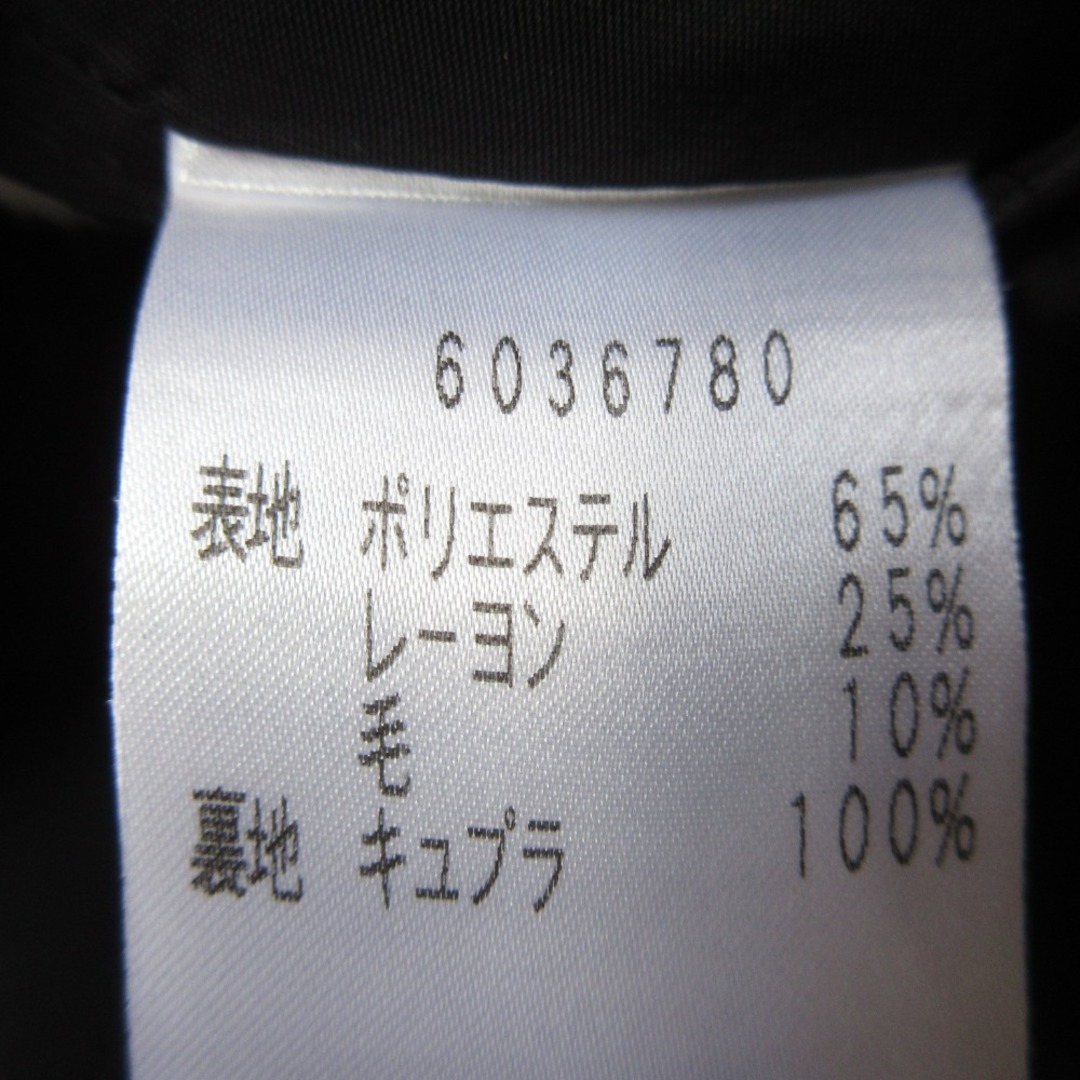 6036780
表地 ポリエステル 65%
レーヨン 25%
毛 10%
裏地 キュプラ 100%